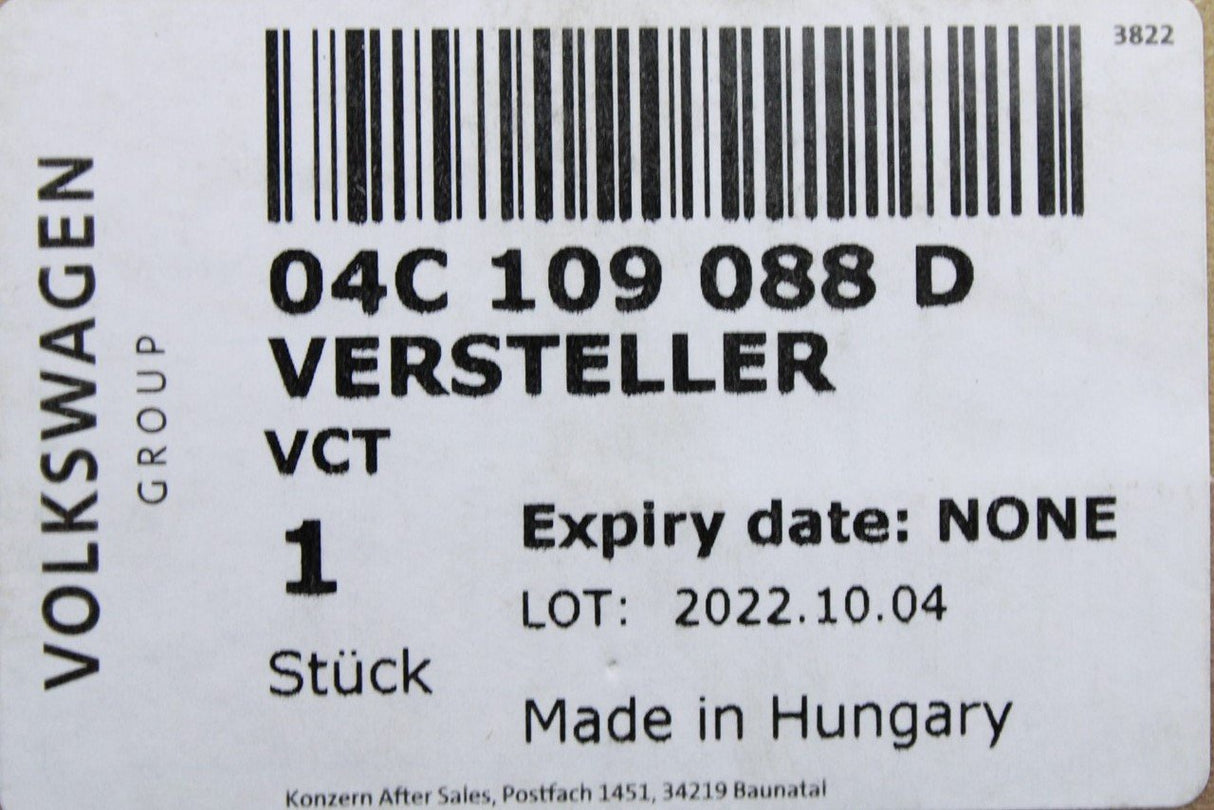 VOLKSWAGEN
GROUP
3822
04C 109 088 D
VERSTELLER
VCT
1
Stück
Expiry date: NONE
LOT: 2022.10.04
Made in Hungary
Konzern After Sales, Postfach 1451, 34219 Baunatal